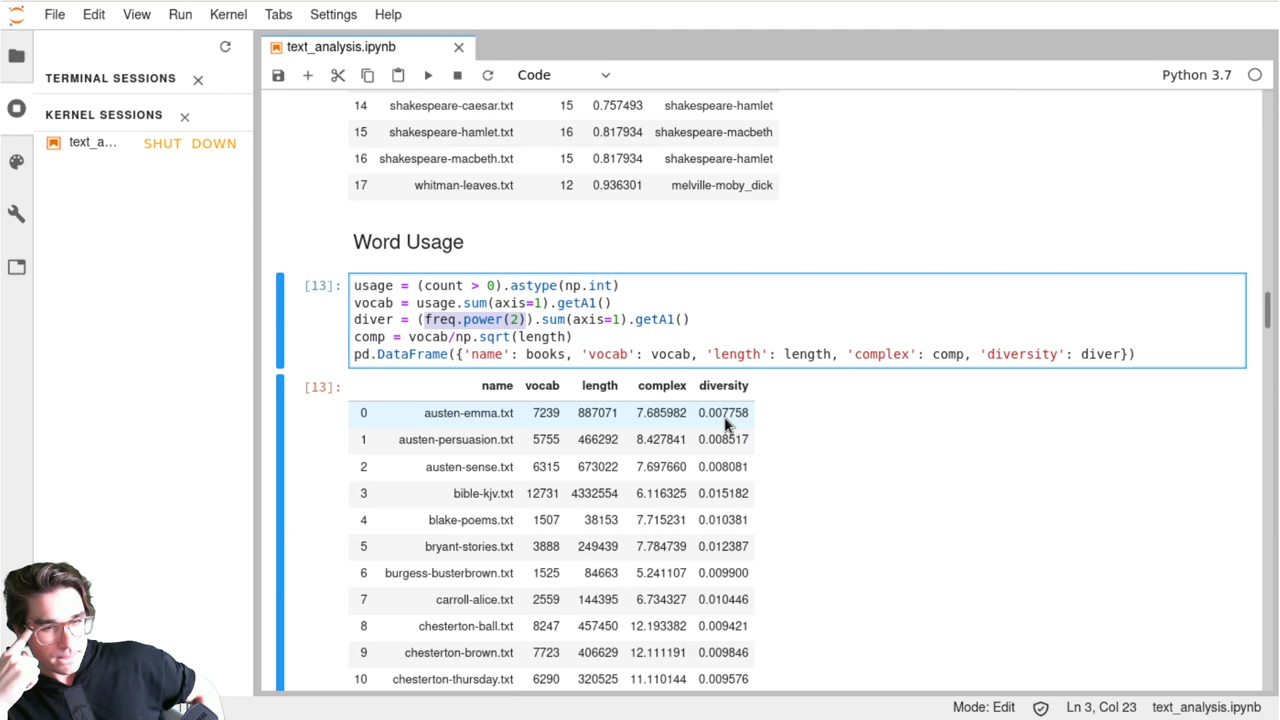 File Edit View Run Kernel Tabs Settings Help
TERMINAL SESSIONS
KERNEL SESSIONS
text_a... SHUT DOWN
text_analysis.ipynb
Code
Python 3.7
14 shakespeare-caesar.txt 15 0.757493 shakespeare-hamlet
15 shakespeare-hamlet.txt 16 0.817934 shakespeare-macbeth
16 shakespeare-macbeth.txt 15 0.817934 shakespeare-hamlet
17 whitman-leaves.txt 12 0.936301 melville-moby_dick
Word Usage
[13]:
usage = (count > 0).astype(np.int)
vocab = usage.sum(axis=1).getA1()
diver = (freq.power(2)).sum(axis=1).getA1()
comp = vocab/np.sqrt(length)
pd.DataFrame({'name': books, 'vocab': vocab, 'length': length, 'complex': comp, 'diversity': diver})
[13]:
name vocab length complex diversity
0 austen-emma.txt 7239 887071 7.685982 0.007758
1 austen-persuasion.txt 5755 466292 8.427841 0.008517
2 austen-sense.txt 6315 673022 7.697660 0.008081
3 bible-kjv.txt 12731 4332554 6.116325 0.015182
4 blake-poems.txt 1507 38153 7.715231 0.010381
5 bryant-stories.txt 3888 249439 7.784739 0.012387
6 burgess-busterbrown.txt 1525 84663 5.241107 0.009900
7 carroll-alice.txt 2559 144395 6.734327 0.010446
8 chesterton-ball.txt 8247 457450 12.193382 0.009421
9 chesterton-brown.txt 7723 406629 12.111191 0.009846
10 chesterton-thursday.txt 6290 320525 11.110144 0.009576
Mode: Edit Ln 3, Col 23 text_analysis.ipynb